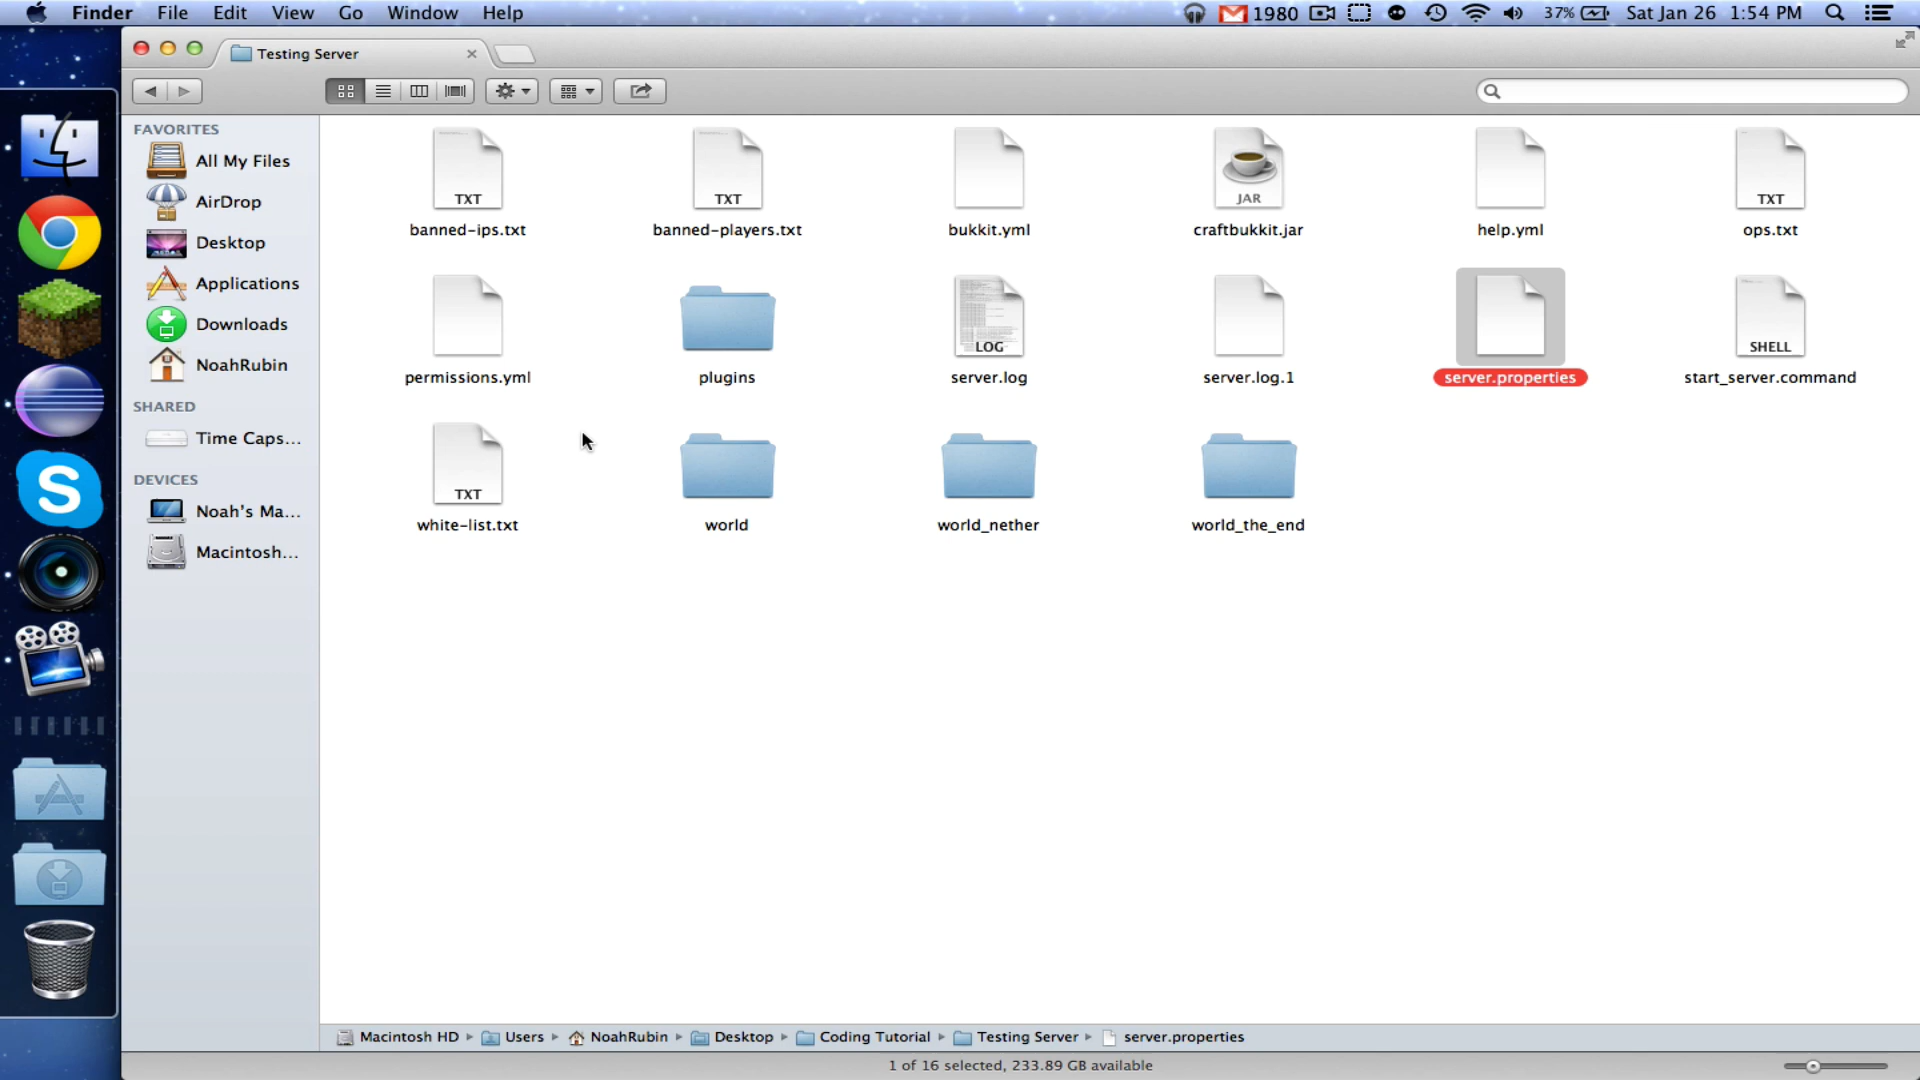 Finder File Edit View Go Window Help 1980 37% Sat Jan 26 1:54 PM
Testing Server
FAVORITES
All My Files
AirDrop
Desktop
Applications
Downloads
NoahRubin
SHARED
Time Caps...
DEVICES
Noah's Ma...
Macintosh...
TXT TXT JAR TXT
banned-ips.txt banned-players.txt bukkit.yml craftbukkit.jar help.yml ops.txt
LOG SHELL
permissions.yml plugins server.log server.log.1 server.properties start_server.command
TXT
white-list.txt world world_nether world_the_end
Macintosh HD Users NoahRubin Desktop Coding Tutorial Testing Server server.properties
1 of 16 selected, 233.89 GB available